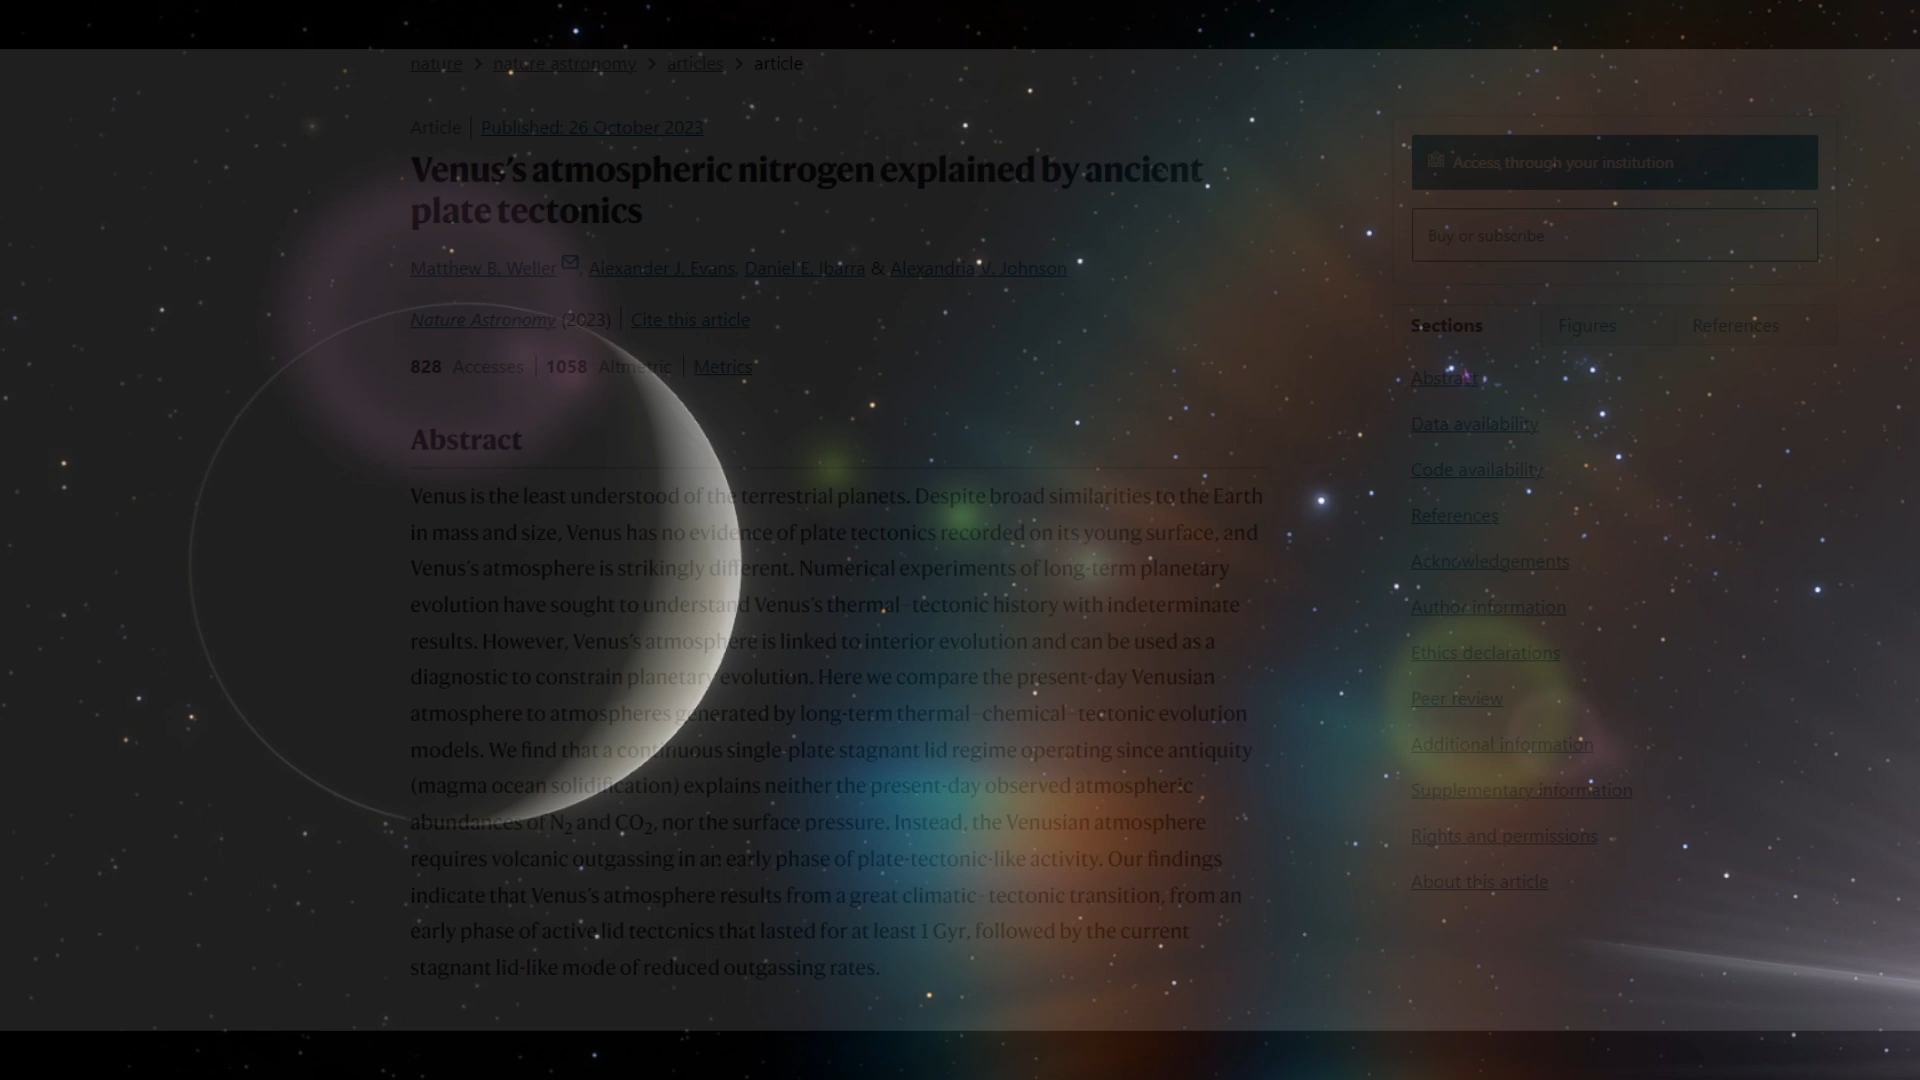 nature > nature astronomy > articles > article
Article | Published: 26 October 2023
Venus's atmospheric nitrogen explained by ancient
plate tectonics
Matthew B. Weller, Alexander J. Evans, Daniel E. Ibarra & Alexandria V. Johnson
Nature Astronomy (2023) | Cite this article
828 Accesses | 1058 Altmetric | Metrics
Abstract
Venus is the least understood of the terrestrial planets. Despite broad similarities to the Earth
in mass and size, Venus has no evidence of plate tectonics recorded on its young surface, and
Venus's atmosphere is strikingly different. Numerical experiments of long-term planetary
evolution have sought to understand Venus's thermal–tectonic history with indeterminate
results. However, Venus's atmosphere is linked to interior evolution and can be used as a
diagnostic to constrain planetary evolution. Here we compare the present-day Venusian
atmosphere to atmospheres generated by long-term thermal–chemical–tectonic evolution
models. We find that a continuous single-plate stagnant lid regime operating since antiquity
(magma ocean solidification) explains neither the present-day observed atmospheric
abundances of N2 and CO2, nor the surface pressure. Instead, the Venusian atmosphere
requires volcanic outgassing in an early phase of plate-tectonic-like activity. Our findings
indicate that Venus's atmosphere results from a great climatic–tectonic transition, from an
early phase of active lid tectonics that lasted for at least 1 Gyr, followed by the current
stagnant lid-like mode of reduced outgassing rates.
Access through your institution
Buy or subscribe
Sections Figures References
Abstract
Data availability
Code availability
References
Acknowledgements
Author information
Ethics declarations
Peer review
Additional information
Supplementary information
Rights and permissions
About this article